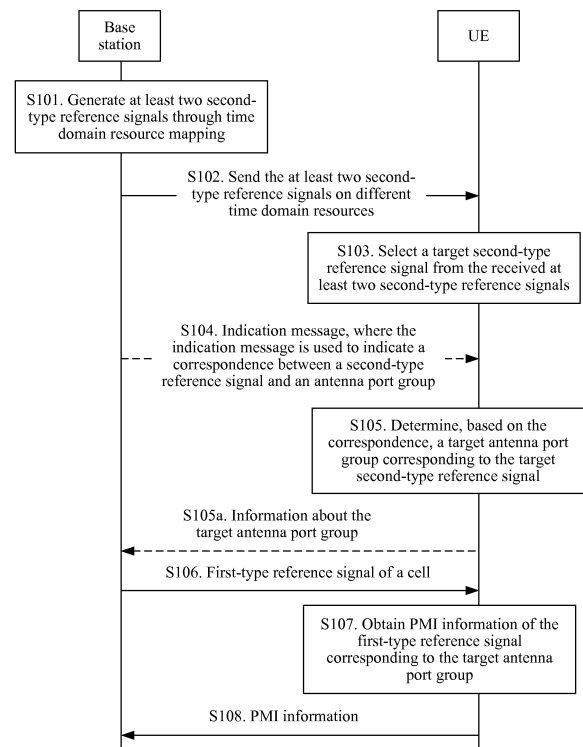 Base
station
UE
S101. Generate at least two second-
type reference signals through time
domain resource mapping
S102. Send the at least two second-
type reference signals on different
time domain resources
S103. Select a target second-type
reference signal from the received at
least two second-type reference signals
S104. Indication message, where the
indication message is used to indicate a
correspondence between a second-type
reference signal and an antenna port group
S105. Determine, based on the
correspondence, a target antenna port
group corresponding to the target
second-type reference signal
S105a. Information about the
target antenna port group
S106. First-type reference signal of a cell
S107. Obtain PMI information of the
first-type reference signal
corresponding to the target antenna
port group
S108. PMI information